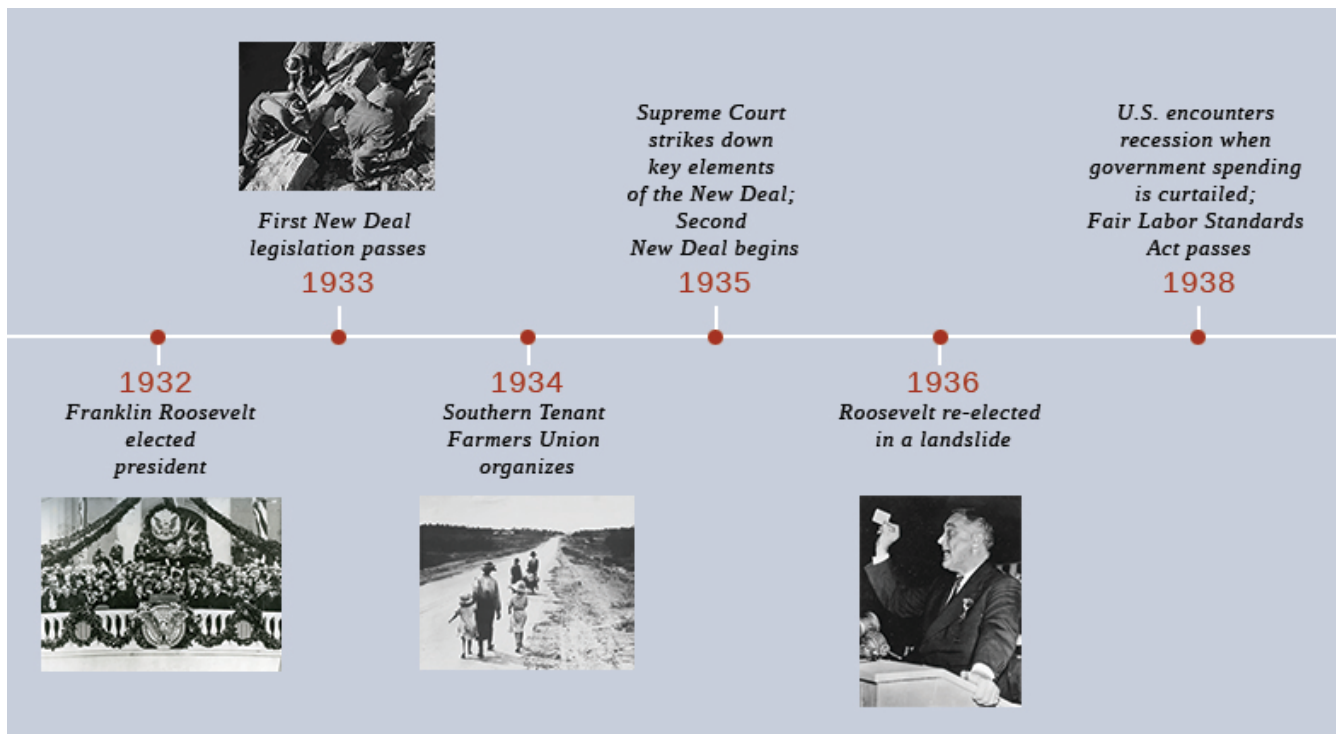 First New Deal
legislation passes
1933
Supreme Court
strikes down
key elements
of the New Deal;
Second
New Deal begins
1935
U.S. encounters
recession when
government spending
is curtailed;
Fair Labor Standards
Act passes
1938
1932
Franklin Roosevelt
elected
president
1934
Southern Tenant
Farmers Union
organizes
1936
Roosevelt re-elected
in a landslide